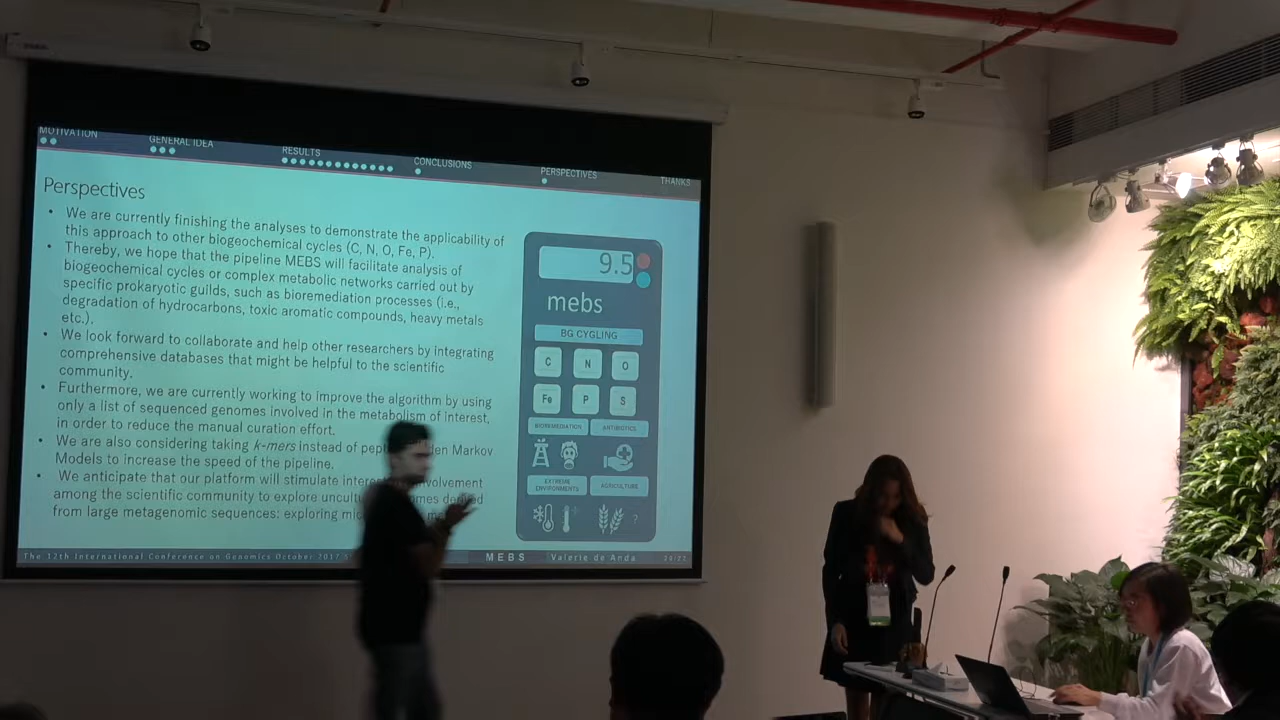 MOTIVATION
GENERAL IDEA
RESULTS
CONCLUSIONS
PERSPECTIVES
THANKS
Perspectives
• We are currently finishing the analyses to demonstrate the applicability of
this approach to other biogeochemical cycles (C, N, O, Fe, P).
• Thereby, we hope that the pipeline MEBS will facilitate analysis of
biogeochemical cycles or complex metabolic networks carried out by
specific prokaryotic guilds, such as bioremediation processes (i.e.,
degradation of hydrocarbons, toxic aromatic compounds, heavy metals
etc.).
• We look forward to collaborate and help other researchers by integrating
comprehensive databases that might be helpful to the scientific
community.
• Furthermore, we are currently working to improve the algorithm by using
only a list of sequenced genomes involved in the metabolism of interest,
in order to reduce the manual curation effort.
• We are also considering taking k-mers instead of Markov
Models to increase the speed of the pipeline.
• We anticipate that our platform will stimulate
among the scientific community to explore
from large metagenomic sequences: exploring
9.5
mebs
BG CYCLING
C N O
Fe P S
BIOREMEDIATION ANTIBIOTICS
EXTREME
ENVIRONMENTS
AGRICULTURE
?
The 12th International Conference on Genomics October 2017
MEBS
Valerie de Anda